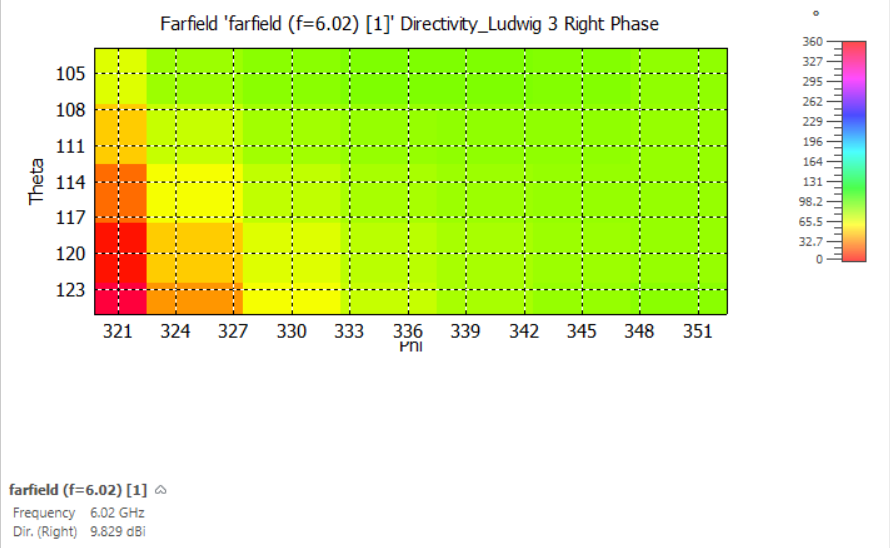 Farfield 'farfield (f=6.02) [1]' Directivity_Ludwig 3 Right Phase
°
360
327
295
262
229
196
164
131
98.2
65.5
32.7
0
Theta
105
108
111
114
117
120
123
321 324 327 330 333 336 339 342 345 348 351
Phi
farfield (f=6.02) [1]
Frequency 6.02 GHz
Dir. (Right) 9.829 dBi